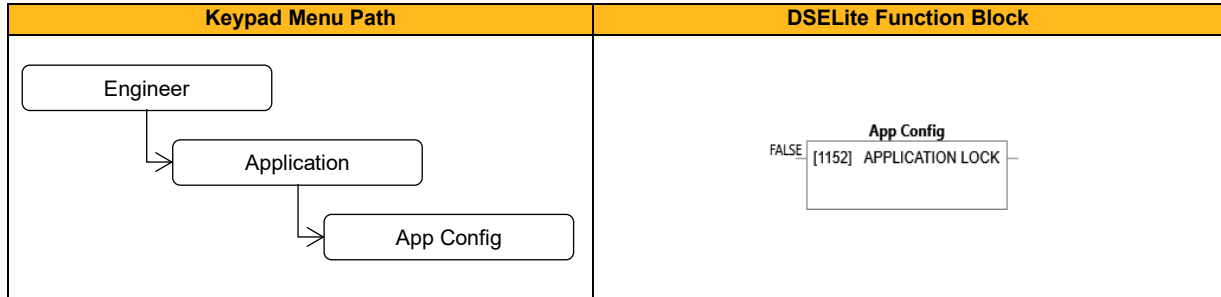 Keypad Menu Path
DSELite Function Block
Engineer
Application
App Config
App Config
FALSE [1152] APPLICATION LOCK